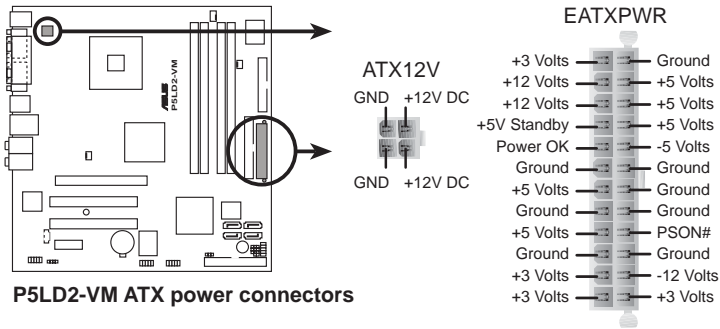 EATXPWR
ATX12V
GND +12V DC
GND +12V DC
+3 Volts Ground
+12 Volts +5 Volts
+12 Volts +5 Volts
+5V Standby +5 Volts
Power OK -5 Volts
Ground Ground
+5 Volts Ground
Ground Ground
+5 Volts PSON#
Ground Ground
+3 Volts -12 Volts
+3 Volts +3 Volts
ASUS
P5LD2-VM
P5LD2-VM ATX power connectors